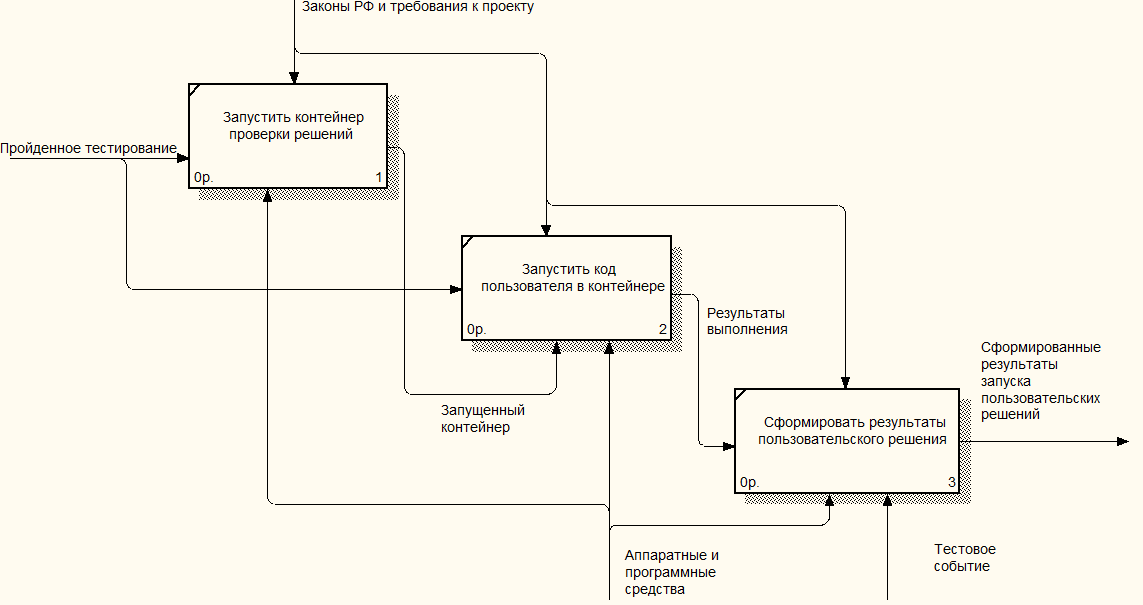 Законы РФ и требования к проекту
Запустить контейнер
проверки решений
0р.
1
Пройденное тестирование
Запустить код
пользователя в контейнере
0р.
2
Результаты
выполнения
Запущенный
контейнер
Сформированные
результаты
запуска
пользовательских
решений
Сформировать результаты
пользовательского решения
0р.
3
Аппаратные и
программные
средства
Тестовое
событие